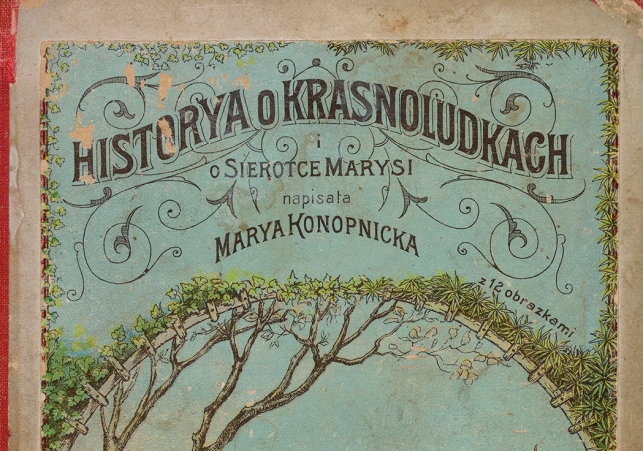 HISTORYA O KRASNOLUDKACH
i
O SIEROTCE MARYSI
napisała
MARYA KONOPNICKA
z 12 obrazkami